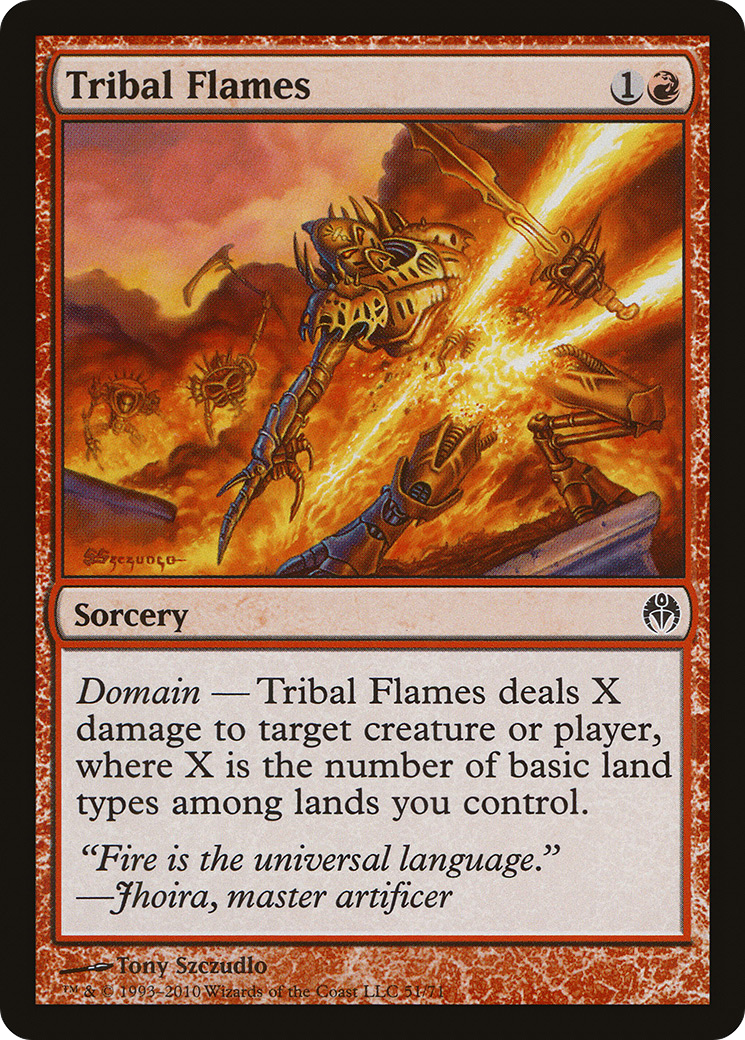 Tribal Flames 1
Szczudlo
Sorcery
Domain — Tribal Flames deals X
damage to target creature or player,
where X is the number of basic land
types among lands you control.
“Fire is the universal language.”
—Jhoira, master artificer
Tony Szczudlo
™ & © 1993–2010 Wizards of the Coast LLC 51/71